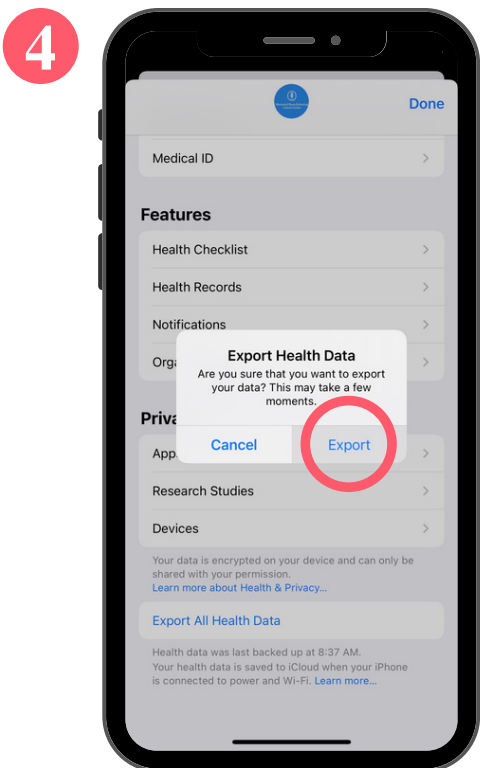 4
Done
Medical ID
Features
Health Checklist
Health Records
Notifications
Orga
Export Health Data
Are you sure that you want to export
your data? This may take a few
moments.
Priva
Cancel
Export
App
Research Studies
Devices
Your data is encrypted on your device and can only be
shared with your permission.
Learn more about Health & Privacy...
Export All Health Data
Health data was last backed up at 8:37 AM.
Your health data is saved to iCloud when your iPhone
is connected to power and Wi-Fi. Learn more...